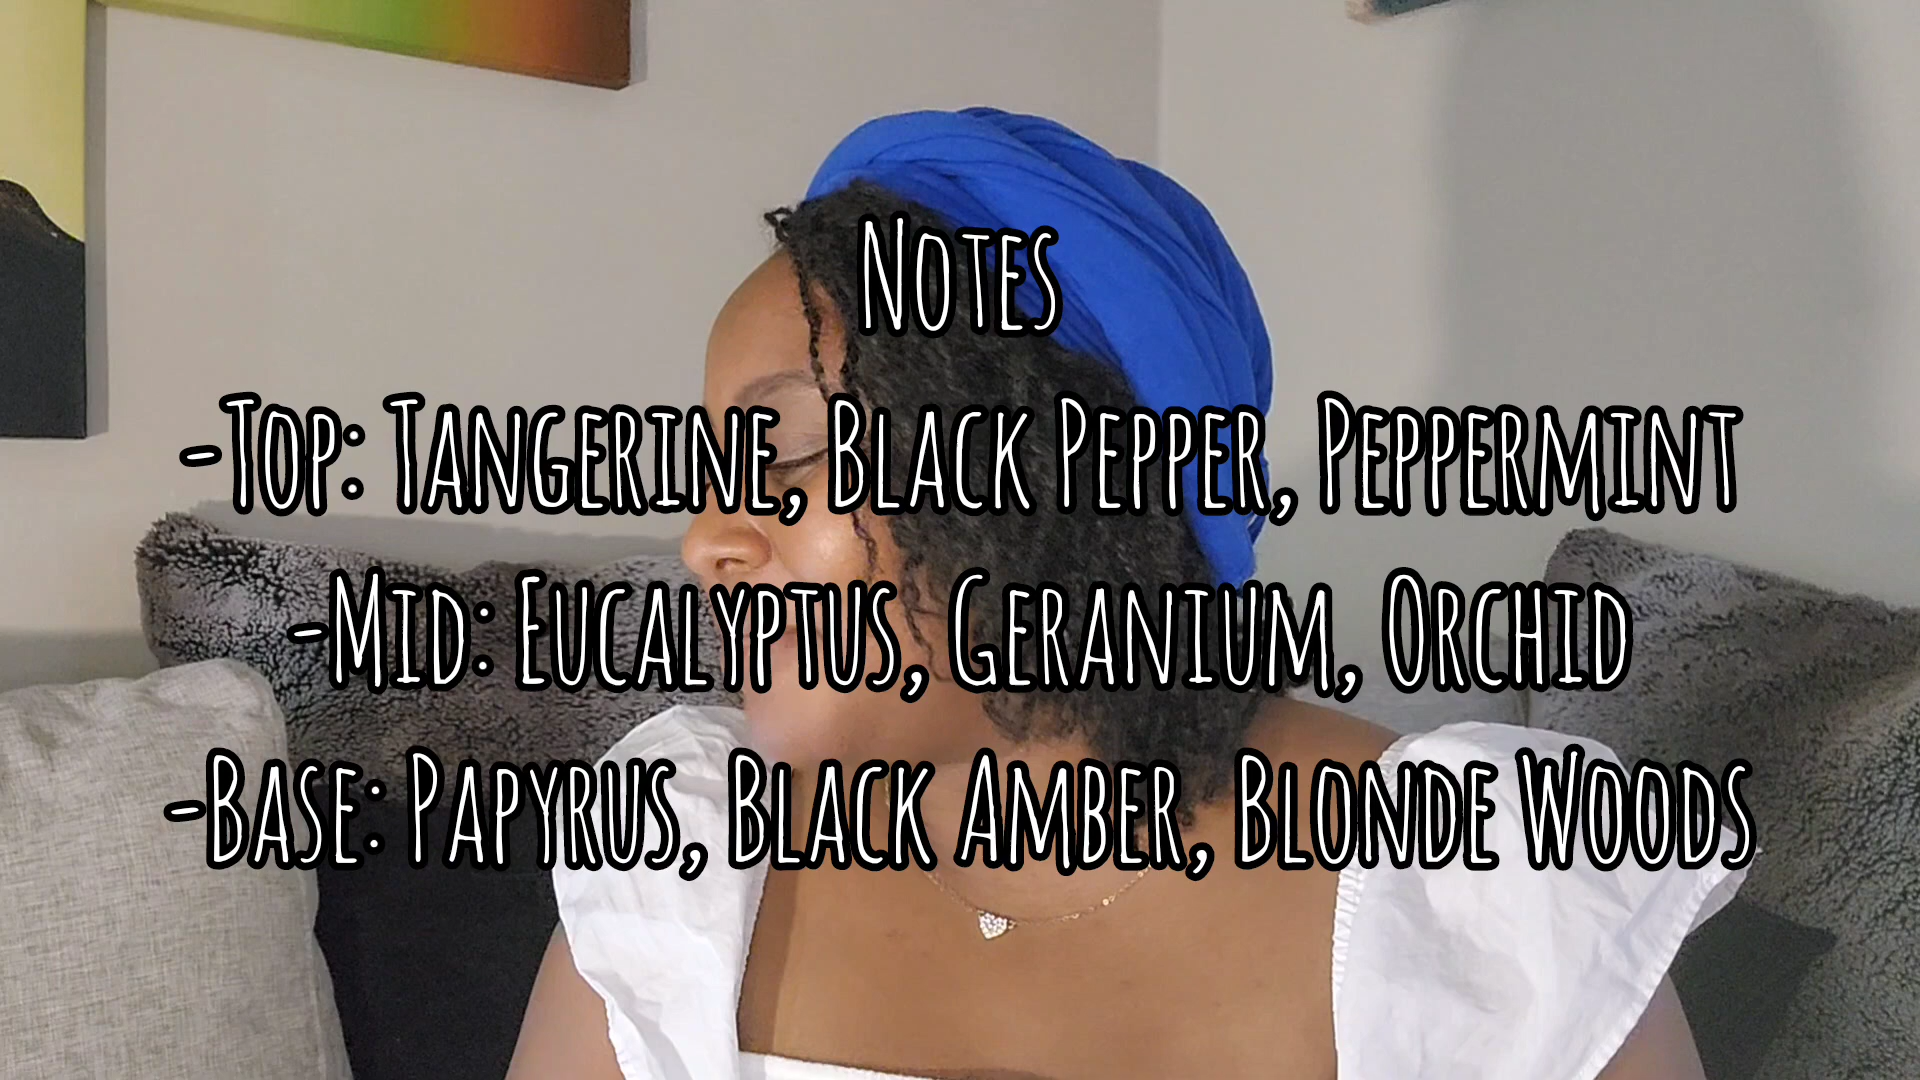 Notes
-Top: Tangerine, Black Pepper, Peppermint
-Mid: Eucalyptus, Geranium, Orchid
-Base: Papyrus, Black Amber, Blonde Woods